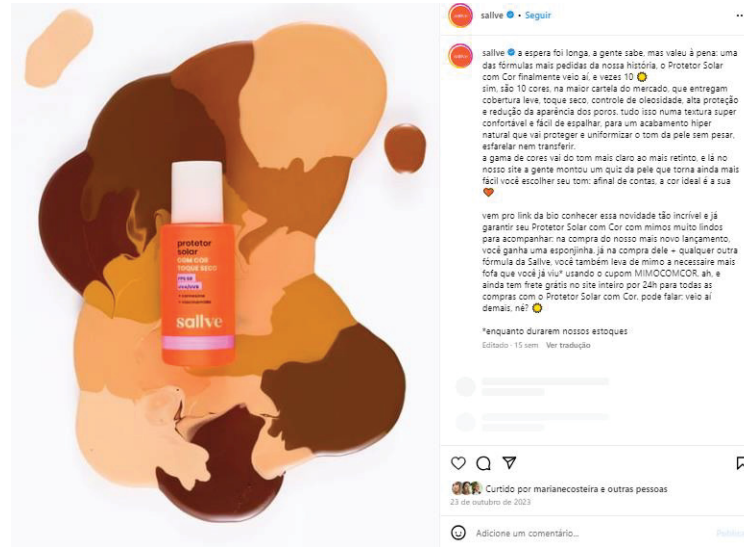 sallve • Seguir
sallve a espera foi longa, a gente sabe, mas valeu à pena: uma
das fórmulas mais pedidas da nossa história, o Protetor Solar
com Cor finalmente veio aí, e vezes 10
sim, são 10 cores, na maior cartela do mercado, que entregam
cobertura leve, toque seco, controle de oleosidade, alta proteção
e redução da aparência dos poros. tudo isso numa textura super
confortável e fácil de espalhar, para um acabamento hiper
natural que vai proteger e uniformizar o tom da pele sem pesar,
esfarelar nem transferir.
a gama de cores vai do tom mais claro ao mais retinto, e lá no
nosso site a gente montou um quiz da pele que torna ainda mais
fácil você escolher seu tom: afinal de contas, a cor ideal é a sua
vem pro link da bio conhecer essa novidade tão incrível e já
garantir seu Protetor Solar com Cor com mimos muito lindos
para acompanhar: na compra do nosso mais novo lançamento,
você ganha uma esponjinha. já na compra dele + qualquer outra
fórmula da Sallve, você também leva de mimo a necessaire mais
fofa que você já viu* usando o cupom MIMOCOMCOR. ah, e
ainda tem frete grátis no site inteiro por 24h para todas as
compras com o Protetor Solar com Cor. pode falar: veio aí
demais, né?
*enquanto durarem nossos estoques
Editado · 15 sem Ver tradução
protetor
solar
COM COR
TOQUE SECO
sallve
Curtido por marianecosteira e outras pessoas
23 de outubro de 2023
Adicione um comentário...